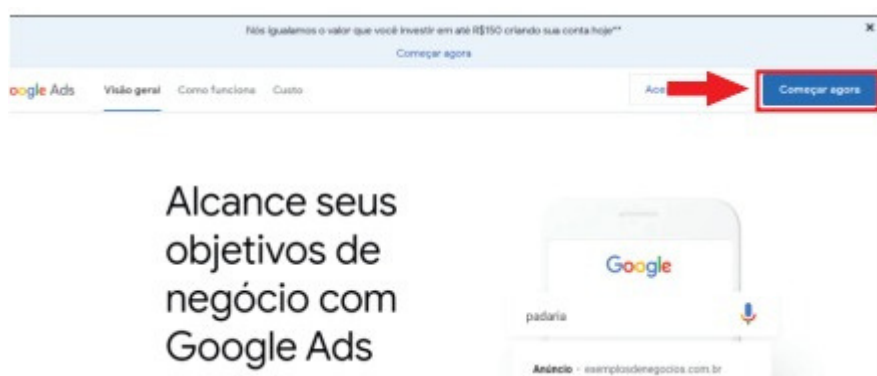 Nós igualamos o valor que você investir em até R$150 criando sua conta hoje**
Começar agora
oogle Ads Visão geral Como funciona Custo Começar agora
Alcance seus
objetivos de
negócio com
Google Ads
Google
padaria
Anúncio · exemplosdenegocios.com.br